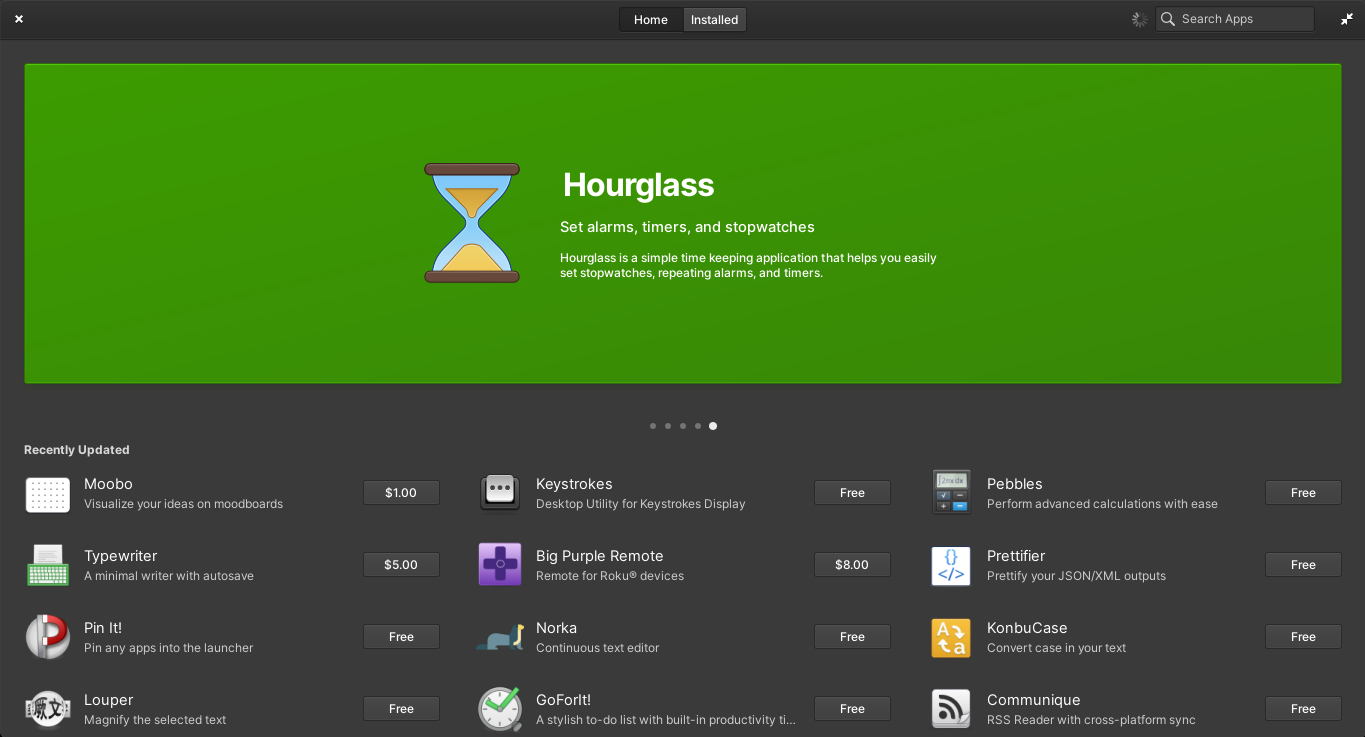 Home
Installed
Search Apps
Hourglass
Set alarms, timers, and stopwatches
Hourglass is a simple time keeping application that helps you easily
set stopwatches, repeating alarms, and timers.
Recently Updated
Moobo
Visualize your ideas on moodboards
$1.00
Keystrokes
Desktop Utility for Keystrokes Display
Free
∫2πxdx
Pebbles
Perform advanced calculations with ease
Free
Typewriter
A minimal writer with autosave
$5.00
Big Purple Remote
Remote for Roku® devices
$8.00
{}
</>
Prettifier
Prettify your JSON/XML outputs
Free
Pin It!
Pin any apps into the launcher
Free
Norka
Continuous text editor
Free
A
a
KonbuCase
Convert case in your text
Free
Louper
Magnify the selected text
Free
GoForIt!
A stylish to-do list with built-in productivity ti...
Free
Communique
RSS Reader with cross-platform sync
Free